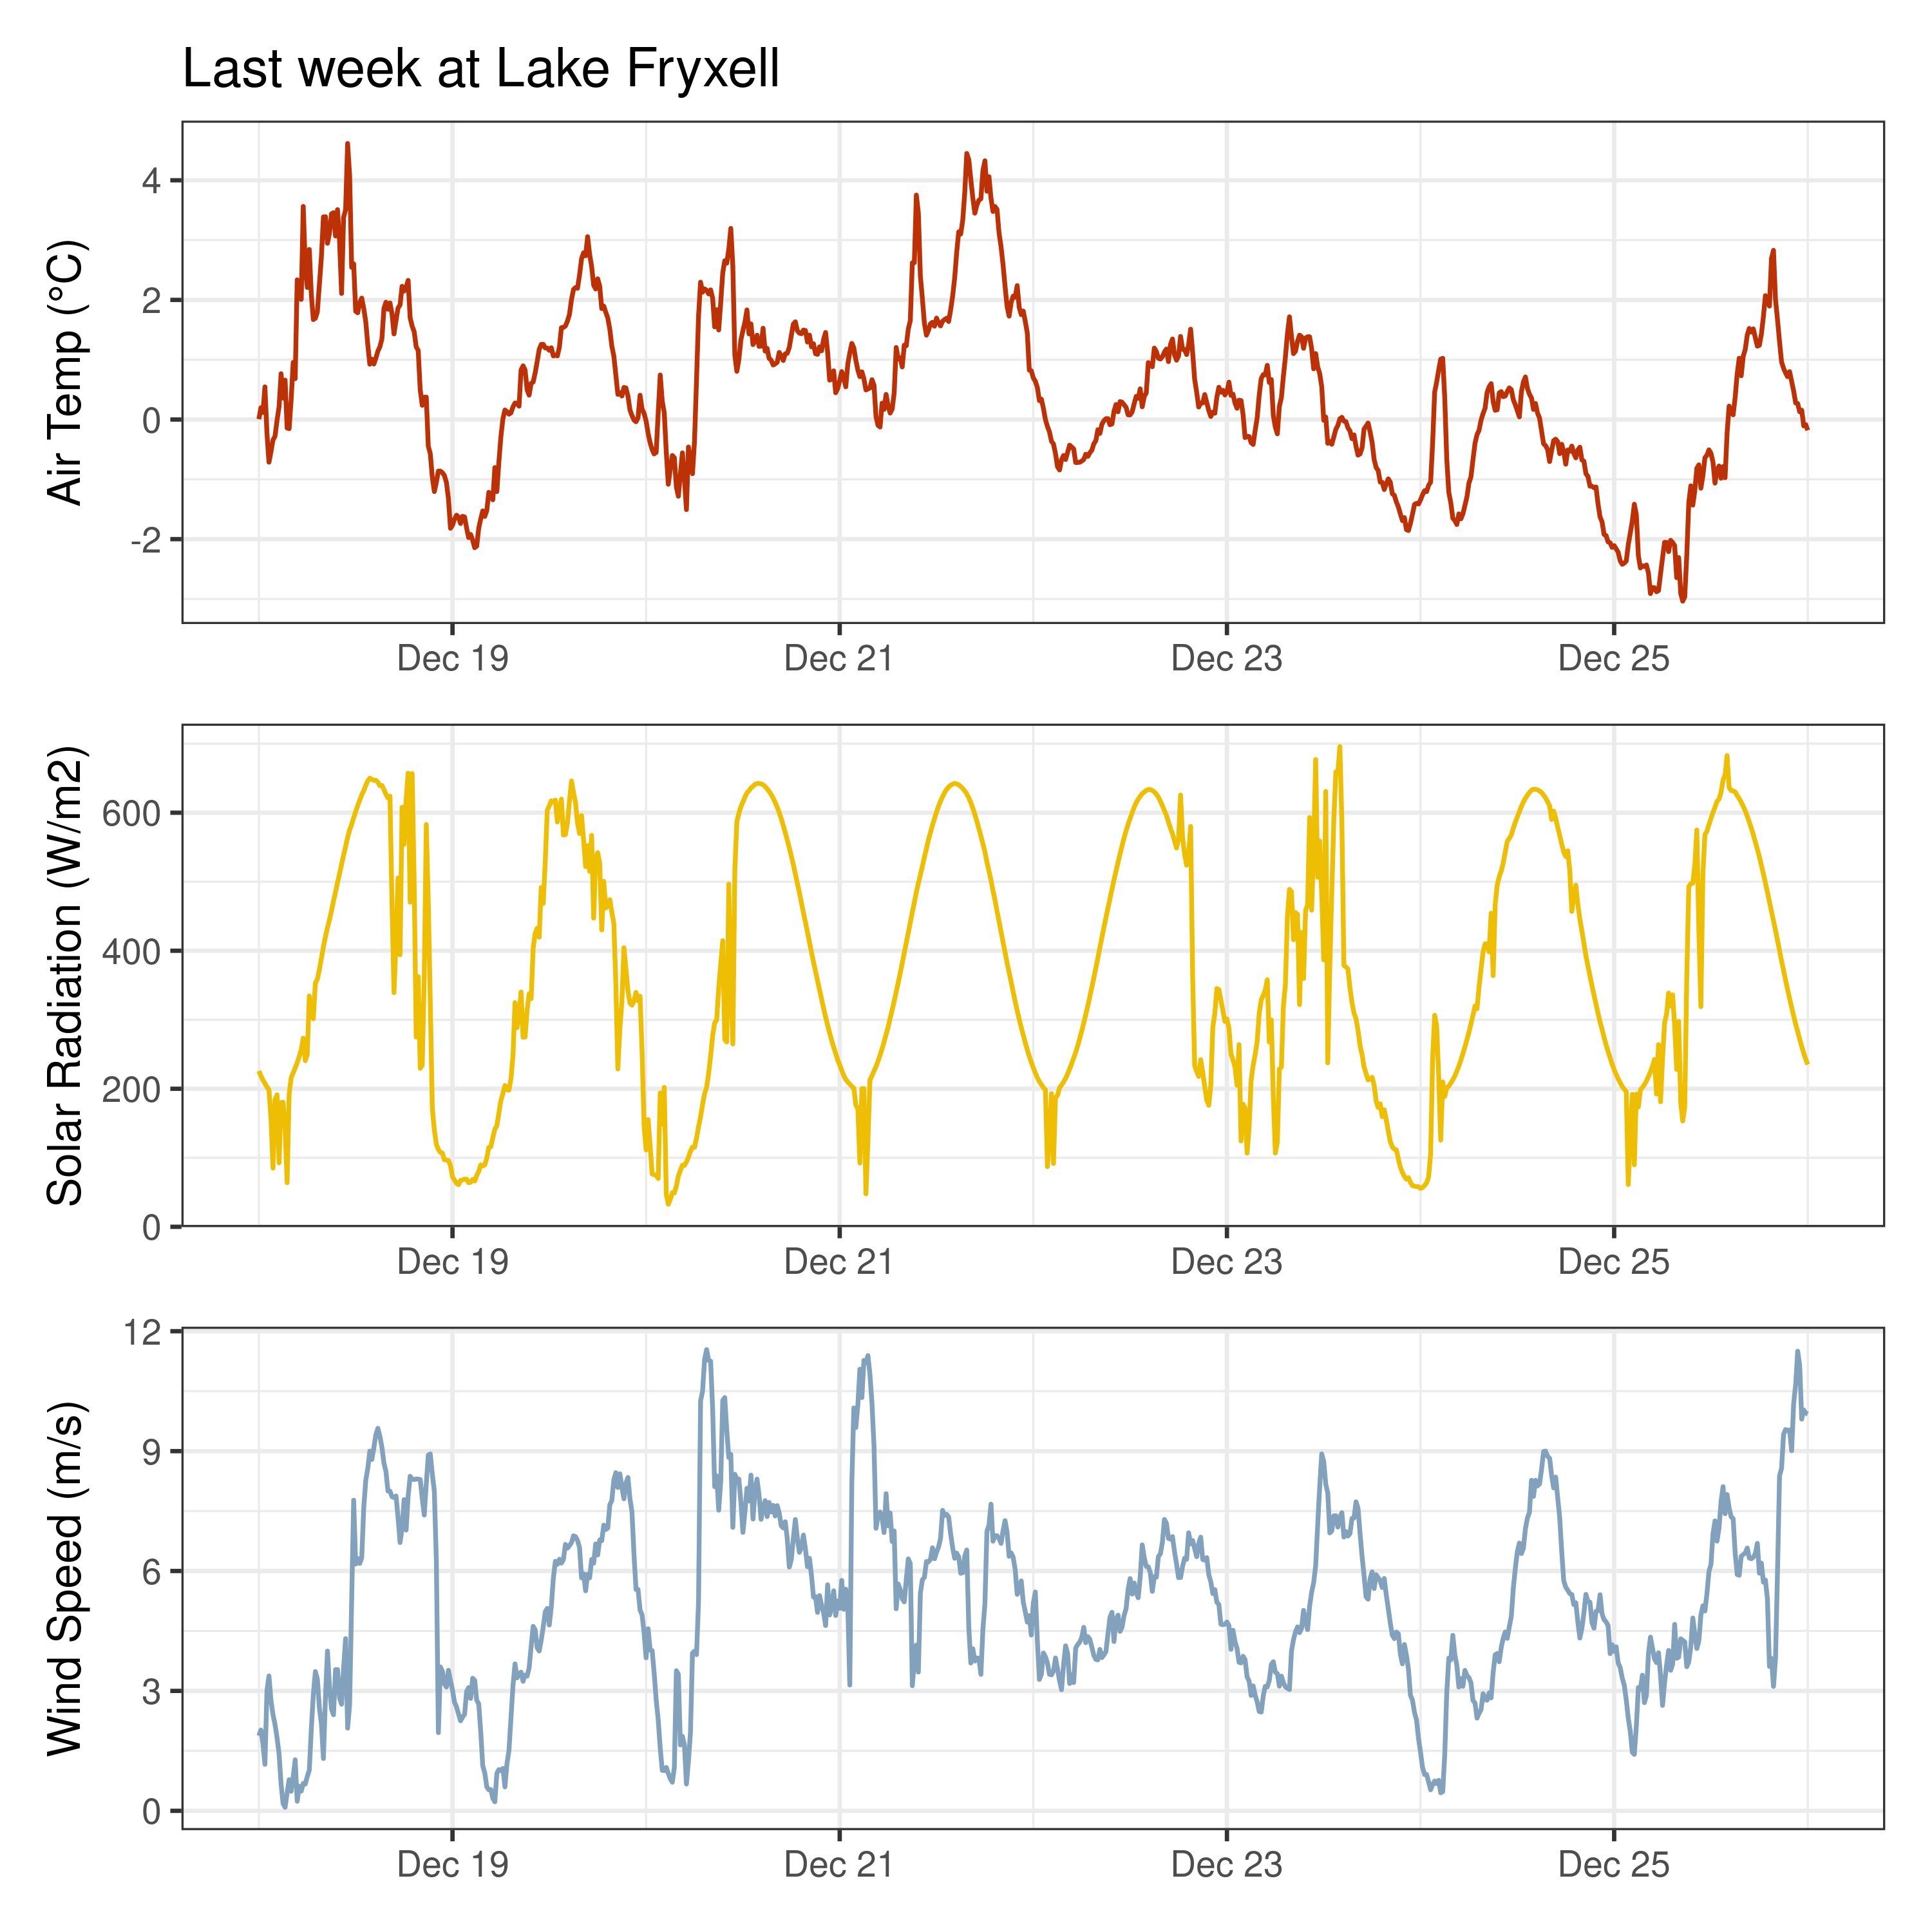 Last week at Lake Fryxell
Air Temp (°C)
4
2
0
-2
Dec 19 Dec 21 Dec 23 Dec 25
Solar Radiation (W/m2)
600
400
200
0
Dec 19 Dec 21 Dec 23 Dec 25
Wind Speed (m/s)
12
9
6
3
0
Dec 19 Dec 21 Dec 23 Dec 25